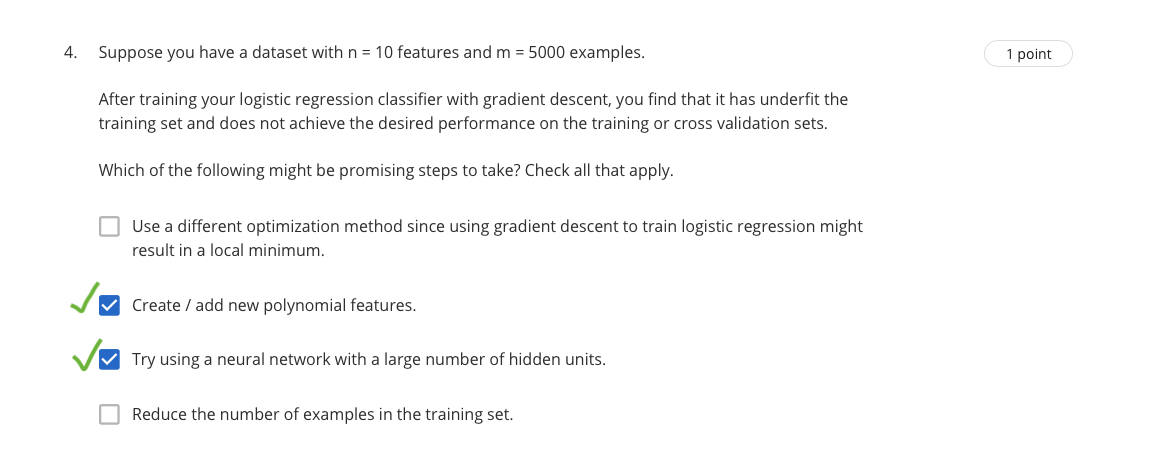 4. Suppose you have a dataset with n = 10 features and m = 5000 examples.
1 point
After training your logistic regression classifier with gradient descent, you find that it has underfit the
training set and does not achieve the desired performance on the training or cross validation sets.
Which of the following might be promising steps to take? Check all that apply.
Use a different optimization method since using gradient descent to train logistic regression might
result in a local minimum.
Create / add new polynomial features.
Try using a neural network with a large number of hidden units.
Reduce the number of examples in the training set.